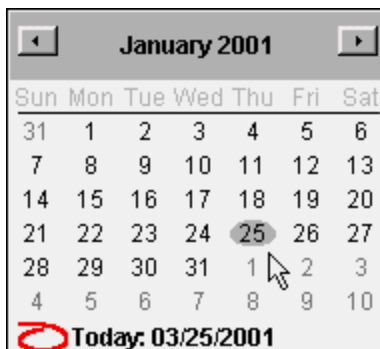 January 2001
Sun Mon Tue Wed Thu Fri Sat
31 1 2 3 4 5 6
7 8 9 10 11 12 13
14 15 16 17 18 19 20
21 22 23 24 25 26 27
28 29 30 31 1 2 3
4 5 6 7 8 9 10
Today: 03/25/2001